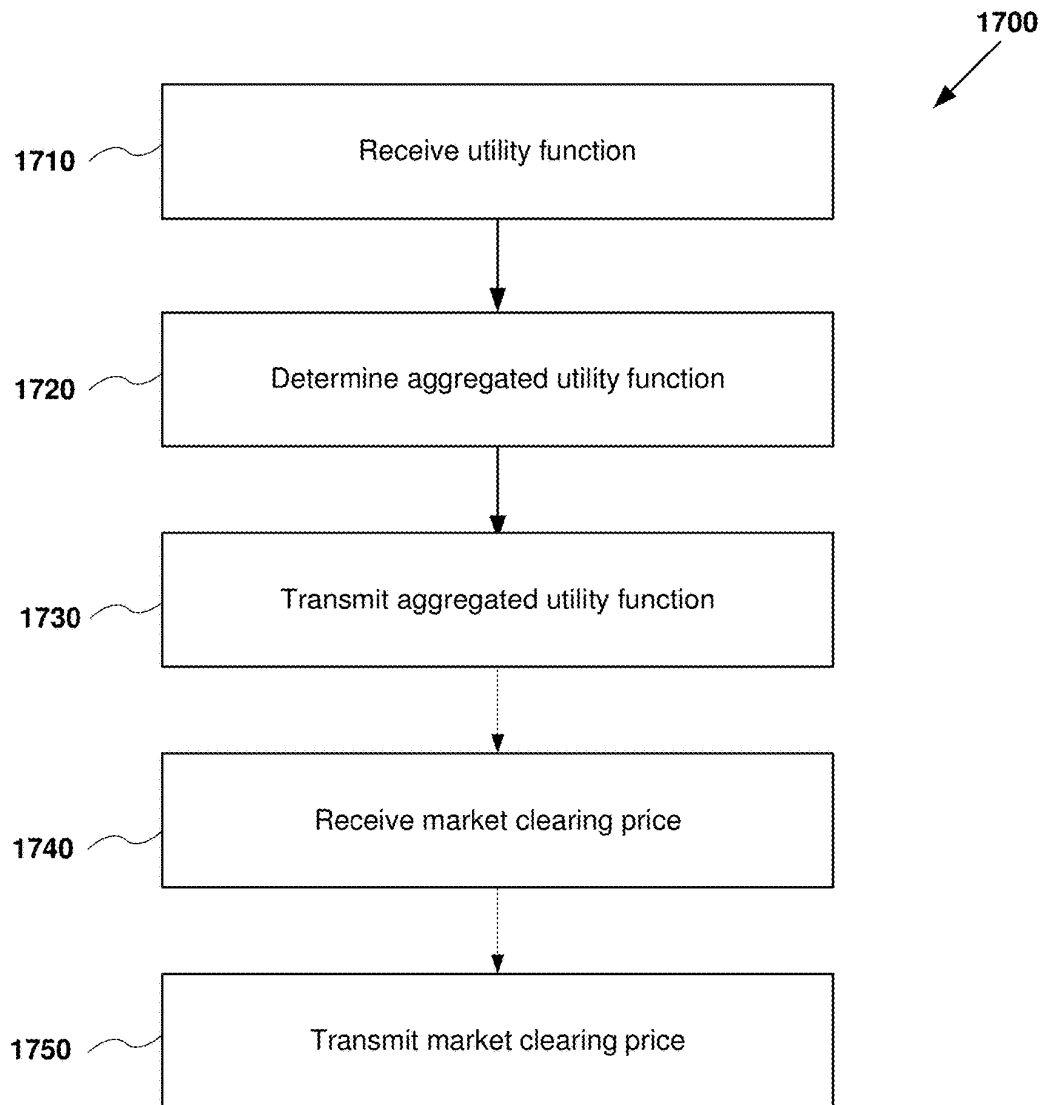 1700
1710
Receive utility function
1720
Determine aggregated utility function
1730
Transmit aggregated utility function
1740
Receive market clearing price
1750
Transmit market clearing price